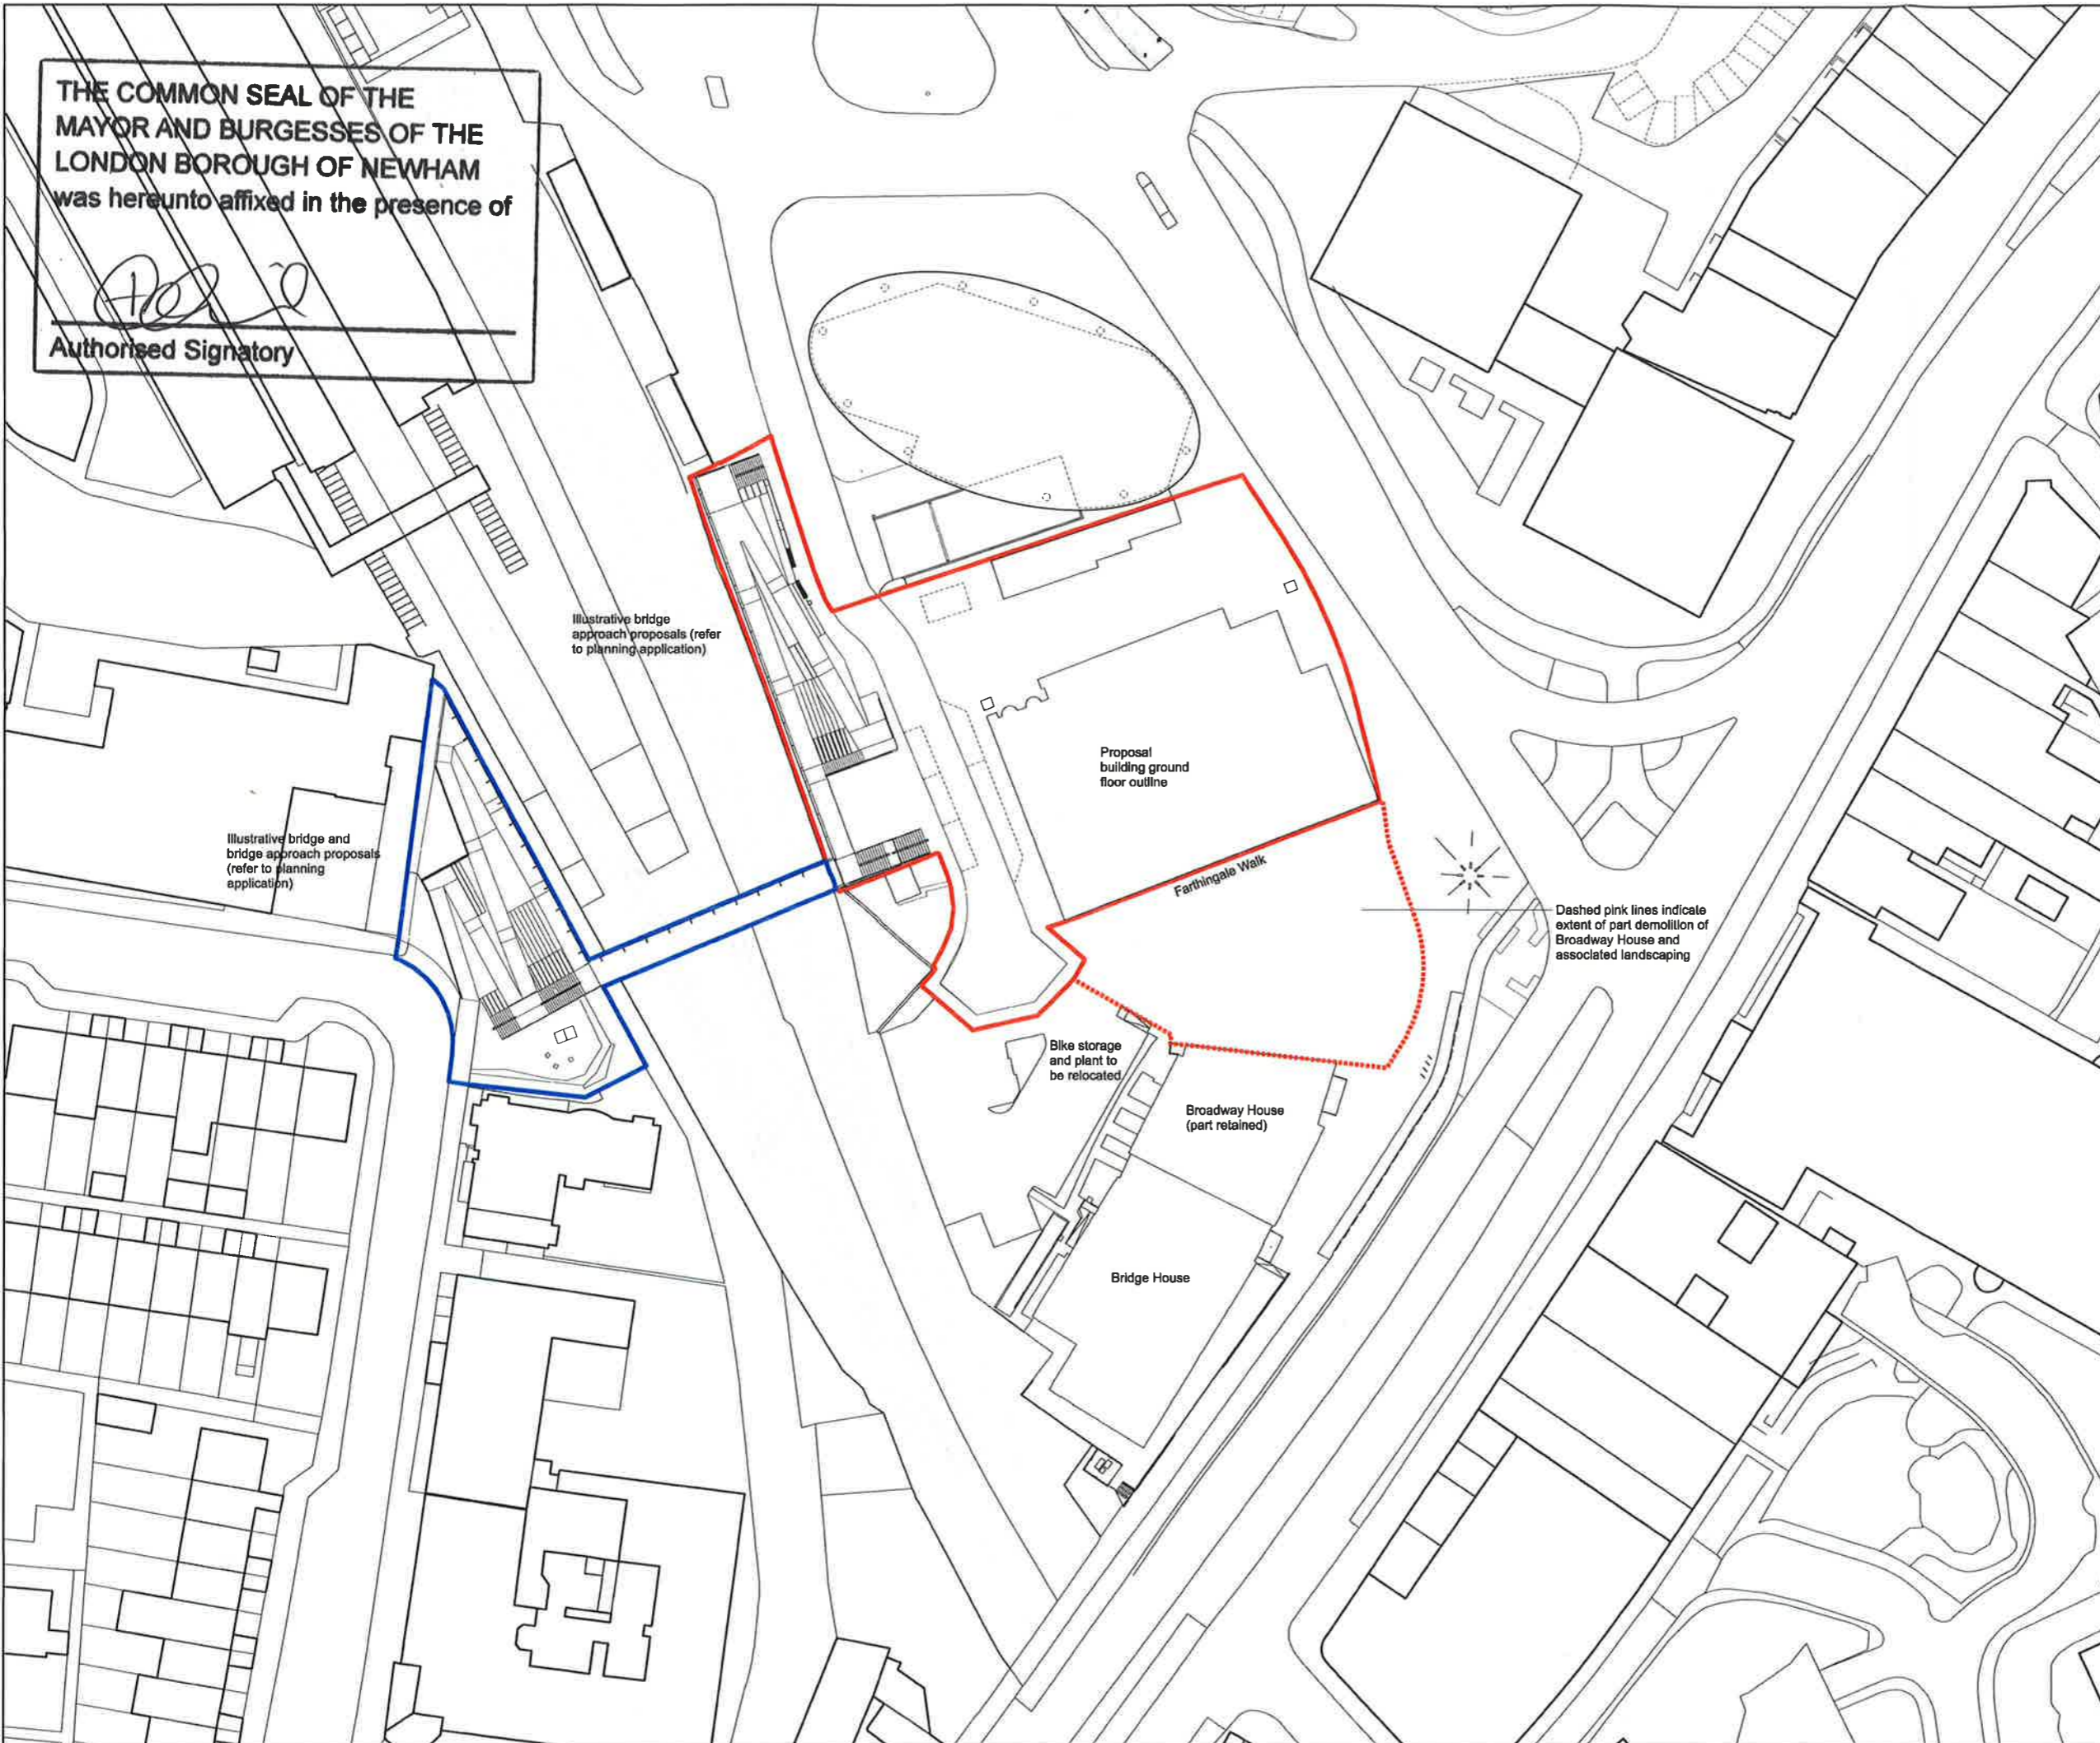 THE COMMON SEAL OF THE
MAYOR AND BURGESSES OF THE
LONDON BOROUGH OF NEWHAM
was hereunto affixed in the presence of
Authorised Signatory
Illustrative bridge
approach proposals (refer
to planning application)
Proposal
building ground
floor outline
Illustrative bridge and
bridge approach proposals
(refer to planning
application)
Farthingale Walk
Dashed pink lines indicate
extent of part demolition of
Broadway House and
associated landscaping
Bike storage
and plant to
be relocated
Broadway House
(part retained)
Bridge House